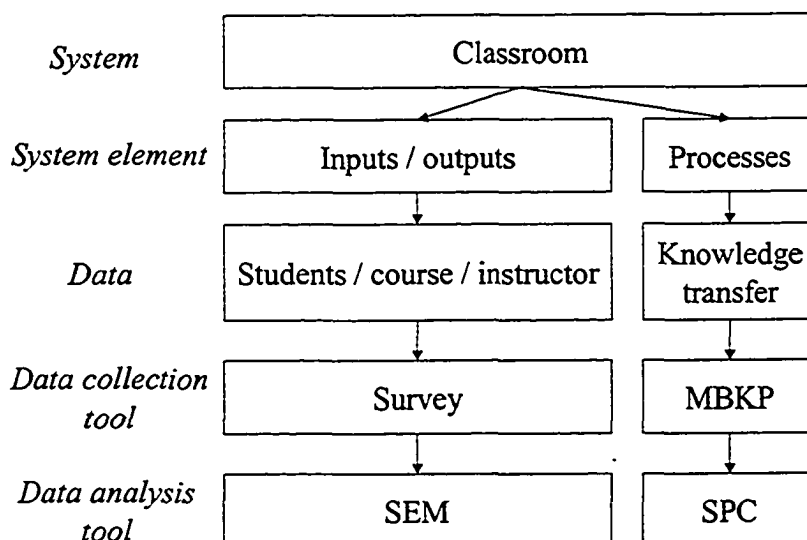 System
Classroom
System element
Inputs / outputs
Processes
Data
Students / course / instructor
Knowledge
transfer
Data collection
tool
Survey
MBKP
Data analysis
tool
SEM
SPC